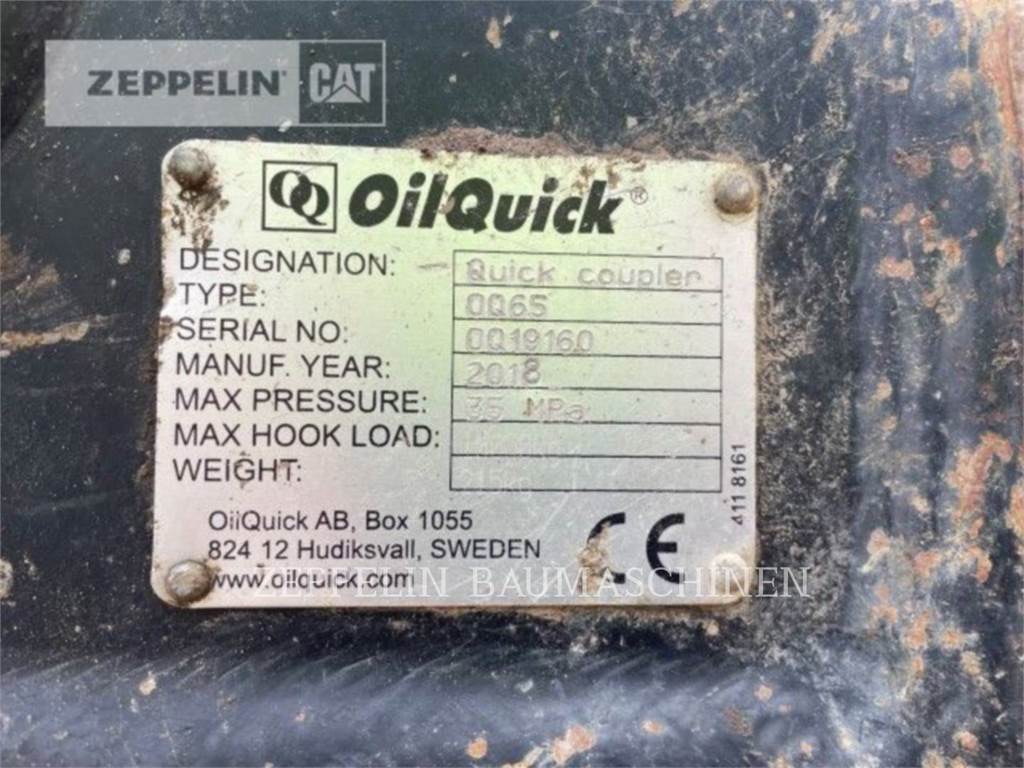 ZEPPELIN CAT
OQ OilQuick®
DESIGNATION: Quick coupler
TYPE: OQ65
SERIAL NO: OQ19160
MANUF. YEAR: 2018
MAX PRESSURE: 35 MPa
MAX HOOK LOAD:
WEIGHT:
411 8161
OilQuick AB, Box 1055
824 12 Hudiksvall, SWEDEN
www.oilquick.com
CE
ZEPPELIN BAUMASCHINEN